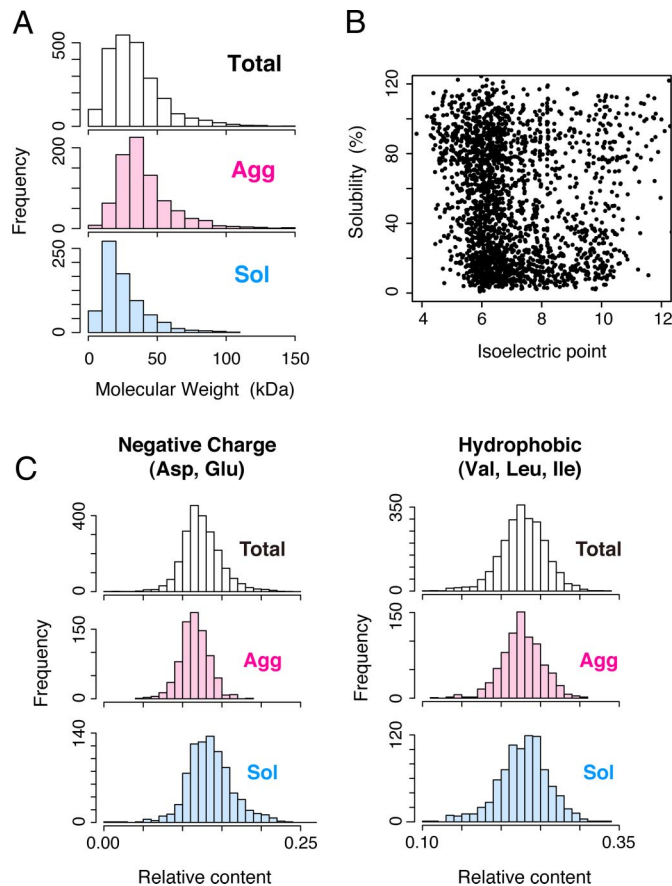 A
500
0
Total
200
0
Agg
250
0
Sol
Frequency
0 50 100 150
Molecular Weight (kDa)
B
Solubility (%)
120
80
40
0
4 6 8 10 12
Isoelectric point
C
Negative Charge
(Asp, Glu)
400
0
Total
150
0
Agg
140
0
Sol
Frequency
0.00 0.25
Relative content
Hydrophobic
(Val, Leu, Ile)
350
0
Total
150
0
Agg
120
0
Sol
Frequency
0.10 0.35
Relative content